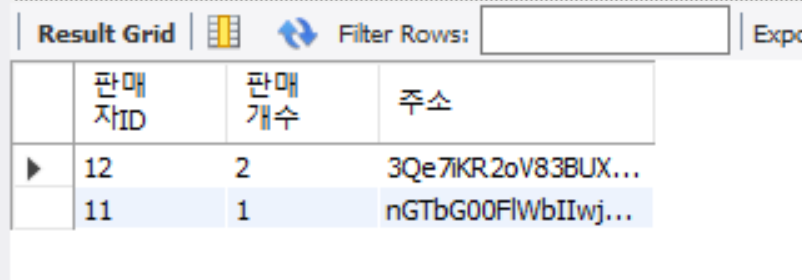 Result Grid Filter Rows: Expo
판매
자ID
판매
개수
주소
12 2 3Qe7iKR2oV83BUX...
11 1 nGTbG00FlWbIIwj...